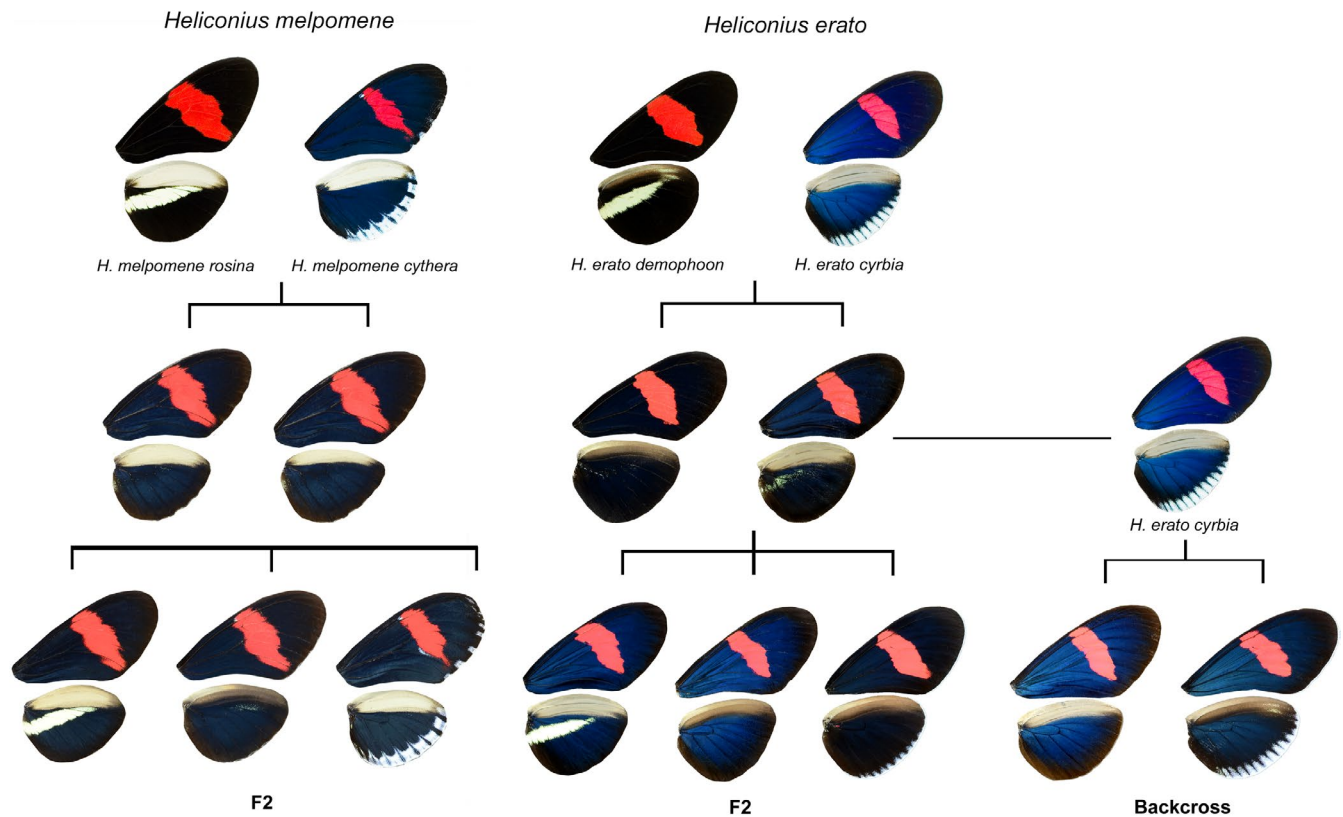 Heliconius melpomene
Heliconius erato
H. melpomene rosina
H. melpomene cythera
H. erato demophoon
H. erato cyrbia
H. erato cyrbia
F2
F2
Backcross